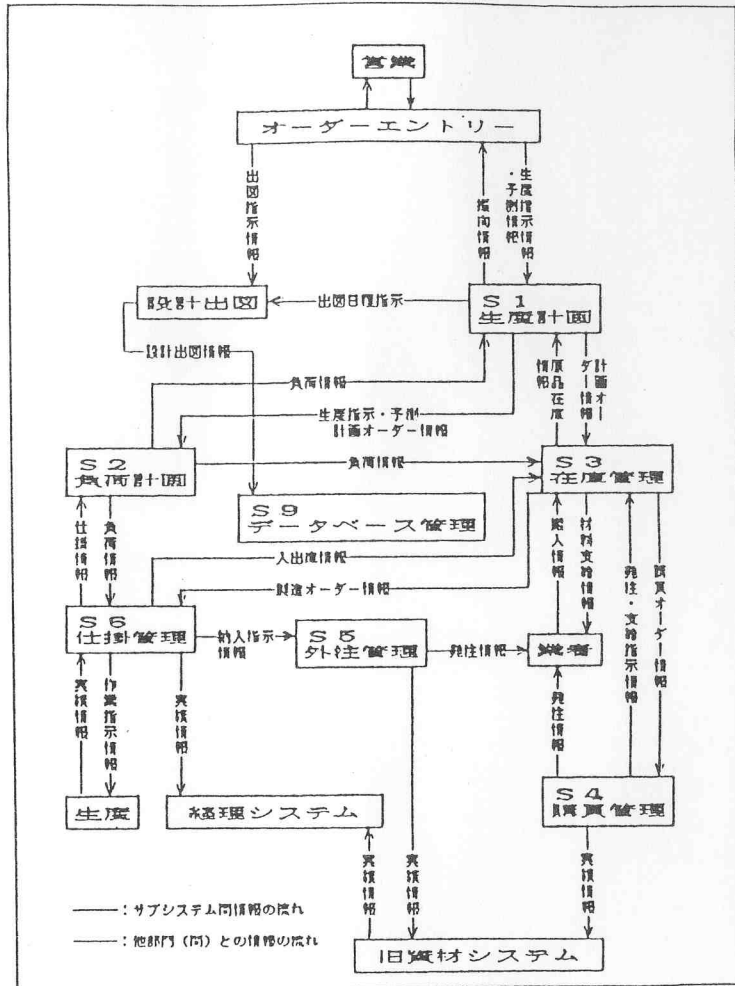 営業
オーダーエントリー
出図指示情報
指向情報
生産指示情報
・予測情報
設計出図
出図日程指示
S1
生産計画
設計出図情報
負荷情報
計画オー
ダー情報
生産指示・予測
計画オーダー情報
S2
負荷計画
負荷情報
S3
在庫管理
S9
データベース管理
仕掛情報
負荷情報
入出庫情報
搬入情報
材料支給情報
発注・支給指示情報
購買オーダー情報
製造オーダー情報
S6
仕掛管理
納入指示
情報
S5
外注管理
発注情報
業者
実績情報
作業指示情報
実績情報
発注情報
生産
経理システム
S4
購買管理
実績情報
実績情報
実績情報
──：サブシステム間情報の流れ
──：他部門（間）との情報の流れ
旧資材システム